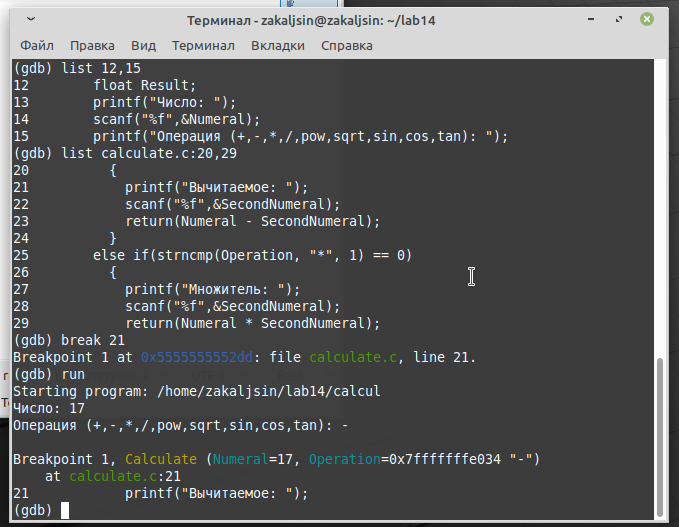 Терминал - zakaljsin@zakaljsin: ~/lab14
Файл Правка Вид Терминал Вкладки Справка
(gdb) list 12,15
12        float Result;
13        printf("Число: ");
14        scanf("%f",&Numeral);
15        printf("Операция (+,-,*,/,pow,sqrt,sin,cos,tan): ");
(gdb) list calculate.c:20,29
20          {
21            printf("Вычитаемое: ");
22            scanf("%f",&SecondNumeral);
23            return(Numeral - SecondNumeral);
24          }
25        else if(strncmp(Operation, "*", 1) == 0)
26          {
27            printf("Множитель: ");
28            scanf("%f",&SecondNumeral);
29            return(Numeral * SecondNumeral);
(gdb) break 21
Breakpoint 1 at 0x5555555552dd: file calculate.c, line 21.
(gdb) run
Starting program: /home/zakaljsin/lab14/calcul
Число: 17
Операция (+,-,*,/,pow,sqrt,sin,cos,tan): -

Breakpoint 1, Calculate (Numeral=17, Operation=0x7fffffffe034 "-")
    at calculate.c:21
21            printf("Вычитаемое: ");
(gdb)